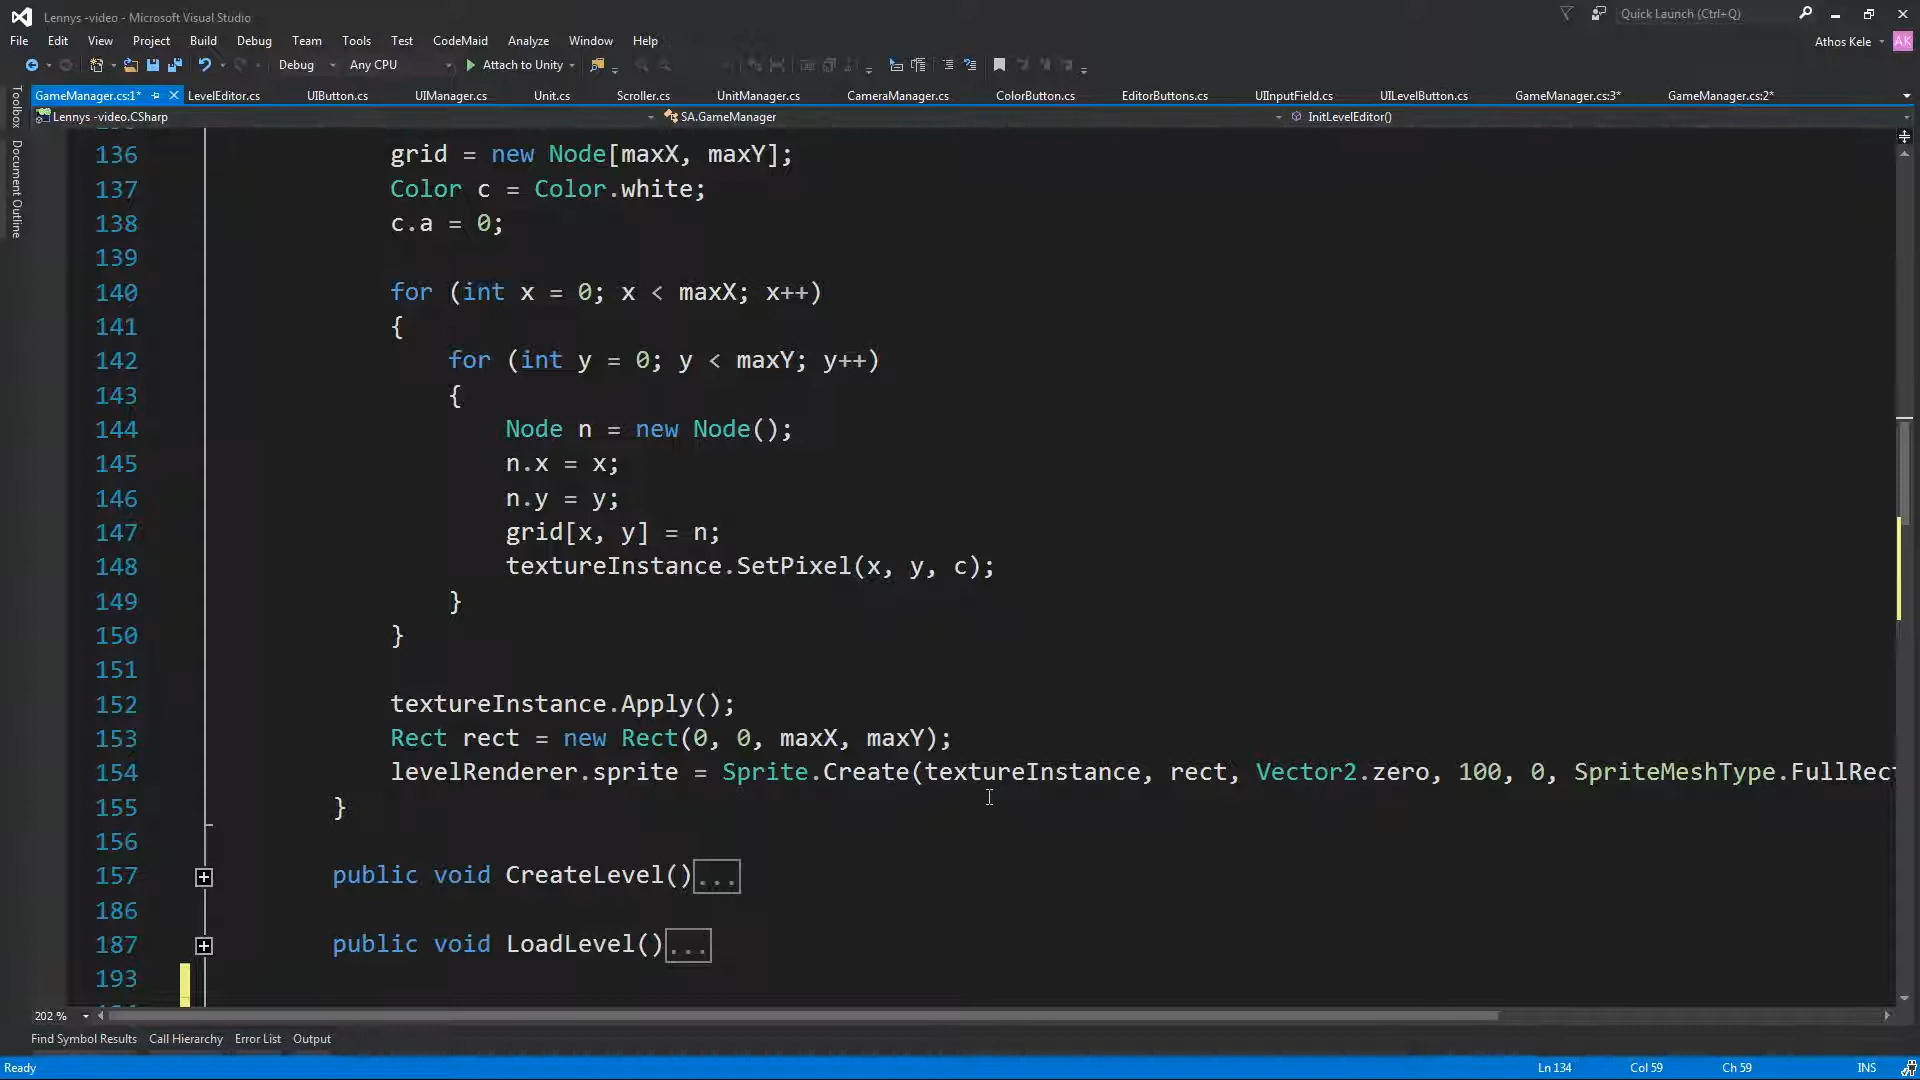 Lennys -video - Microsoft Visual Studio
Quick Launch (Ctrl+Q)
File Edit View Project Build Debug Team Tools Test CodeMaid Analyze Window Help
Athos Kele AK
Debug Any CPU Attach to Unity
GameManager.cs:1* LevelEditor.cs UIButton.cs UIManager.cs Unit.cs Scroller.cs UnitManager.cs CameraManager.cs ColorButton.cs EditorButtons.cs UIInputField.cs UILevelButton.cs GameManager.cs:3* GameManager.cs:2*
Lennys -video.CSharp SA.GameManager InitLevelEditor()
Toolbox
Document Outline
136 grid = new Node[maxX, maxY];
137 Color c = Color.white;
138 c.a = 0;
139
140 for (int x = 0; x < maxX; x++)
141 {
142 for (int y = 0; y < maxY; y++)
143 {
144 Node n = new Node();
145 n.x = x;
146 n.y = y;
147 grid[x, y] = n;
148 textureInstance.SetPixel(x, y, c);
149 }
150 }
151
152 textureInstance.Apply();
153 Rect rect = new Rect(0, 0, maxX, maxY);
154 levelRenderer.sprite = Sprite.Create(textureInstance, rect, Vector2.zero, 100, 0, SpriteMeshType.FullRect
155 }
156
157 public void CreateLevel()...
186
187 public void LoadLevel()...
193
202 %
Find Symbol Results Call Hierarchy Error List Output
Ready Ln 134 Col 59 Ch 59 INS